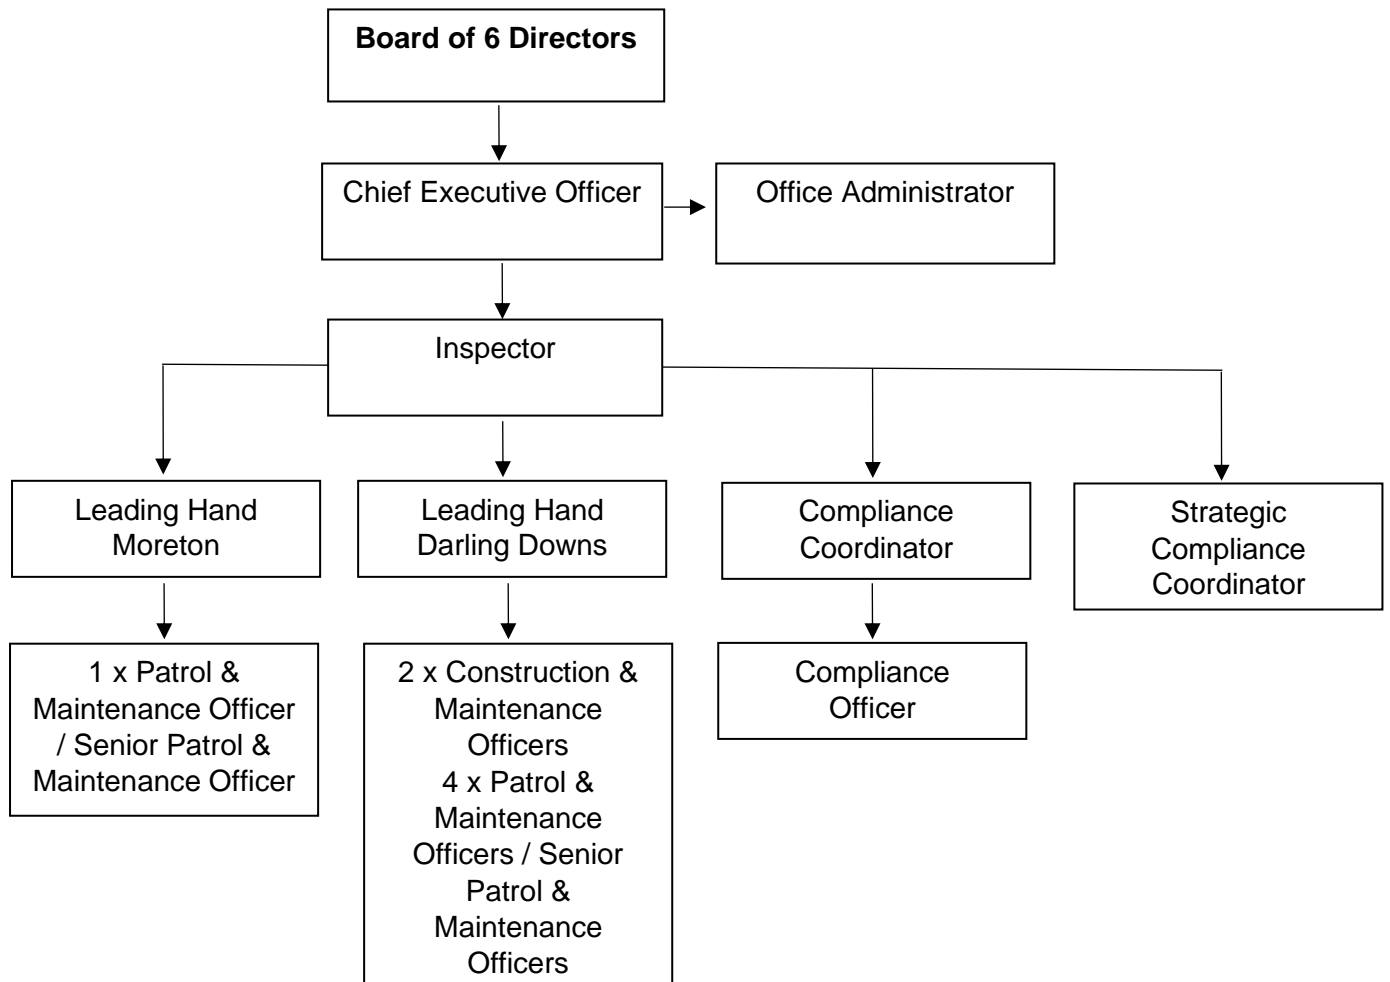 Board of 6 Directors
Chief Executive Officer
Office Administrator
Inspector
Leading Hand
Moreton
Leading Hand
Darling Downs
Compliance
Coordinator
Strategic
Compliance
Coordinator
1 x Patrol &
Maintenance Officer
/ Senior Patrol &
Maintenance Officer
2 x Construction &
Maintenance
Officers
4 x Patrol &
Maintenance
Officers / Senior
Patrol &
Maintenance
Officers
Compliance
Officer